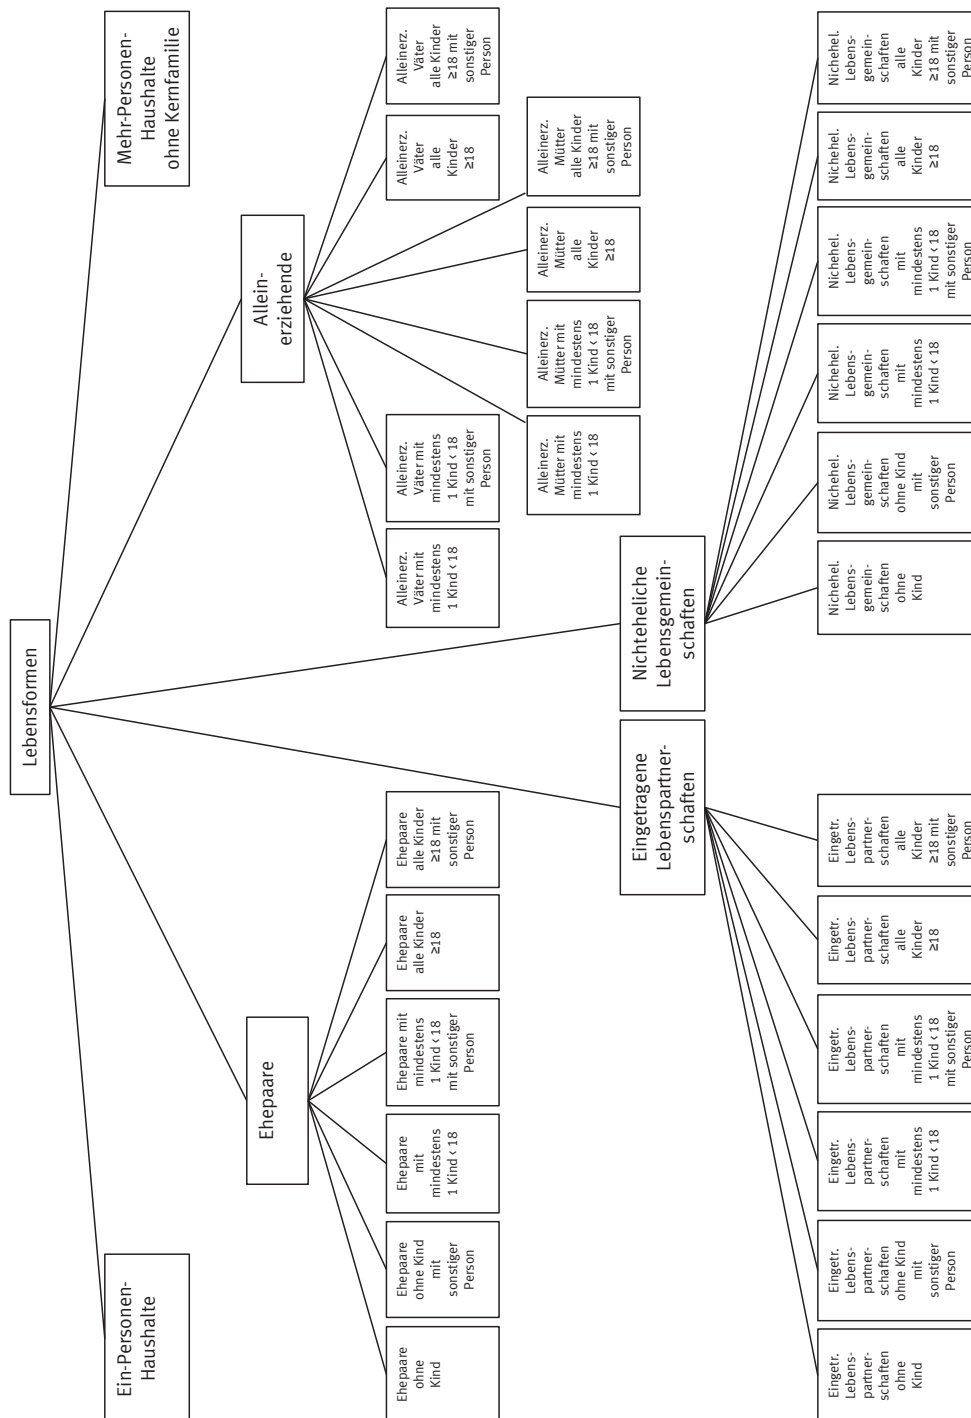 Lebensformen
Ein-Personen-
Haushalte
Ehepaare
Allein-
erziehende
Mehr-Personen-
Haushalte
ohne Kernfamilie
Ehepaare
ohne
Kind
Ehepaare
ohne Kind
mit
sonstiger
Person
Ehepaare
mit
mindestens
1 Kind < 18
Ehepaare mit
mindestens
1 Kind < 18
mit sonstiger
Person
Ehepaare
alle Kinder
≥18
Ehepaare
alle Kinder
≥18 mit
sonstiger
Person
Alleinerz.
Väter mit
mindestens
1 Kind < 18
Alleinerz.
Väter mit
mindestens
1 Kind < 18
mit sonstiger
Person
Alleinerz.
Väter
alle
Kinder
≥18
Alleinerz.
Väter
alle Kinder
≥18 mit
sonstiger
Person
Alleinerz.
Mütter mit
mindestens
1 Kind < 18
Alleinerz.
Mütter mit
mindestens
1 Kind < 18
mit sonstiger
Person
Alleinerz.
Mütter
alle
Kinder
≥18
Alleinerz.
Mütter
alle Kinder
≥18 mit
sonstiger
Person
Eingetragene
Lebenspartner-
schaften
Nichteheliche
Lebensgemein-
schaften
Eingetr.
Lebens-
partner-
schaften
ohne
Kind
Eingetr.
Lebens-
partner-
schaften
ohne Kind
mit
sonstiger
Person
Eingetr.
Lebens-
partner-
schaften
mit
mindestens
1 Kind < 18
Eingetr.
Lebens-
partner-
schaften
mit
mindestens
1 Kind < 18
mit sonstiger
Person
Eingetr.
Lebens-
partner-
schaften
alle
Kinder
≥18
Eingetr.
Lebens-
partner-
schaften
alle
Kinder
≥18 mit
sonstiger
Person
Nichehel.
Lebens-
gemein-
schaften
ohne
Kind
Nichehel.
Lebens-
gemein-
schaften
ohne Kind
mit
sonstiger
Person
Nichehel.
Lebens-
gemein-
schaften
mit
mindestens
1 Kind < 18
Nichehel.
Lebens-
gemein-
schaften
mit
mindestens
1 Kind < 18
mit sonstiger
Person
Nichehel.
Lebens-
gemein-
schaften
alle
Kinder
≥18
Nichehel.
Lebens-
gemein-
schaften
alle
Kinder
≥18 mit
sonstiger
Person